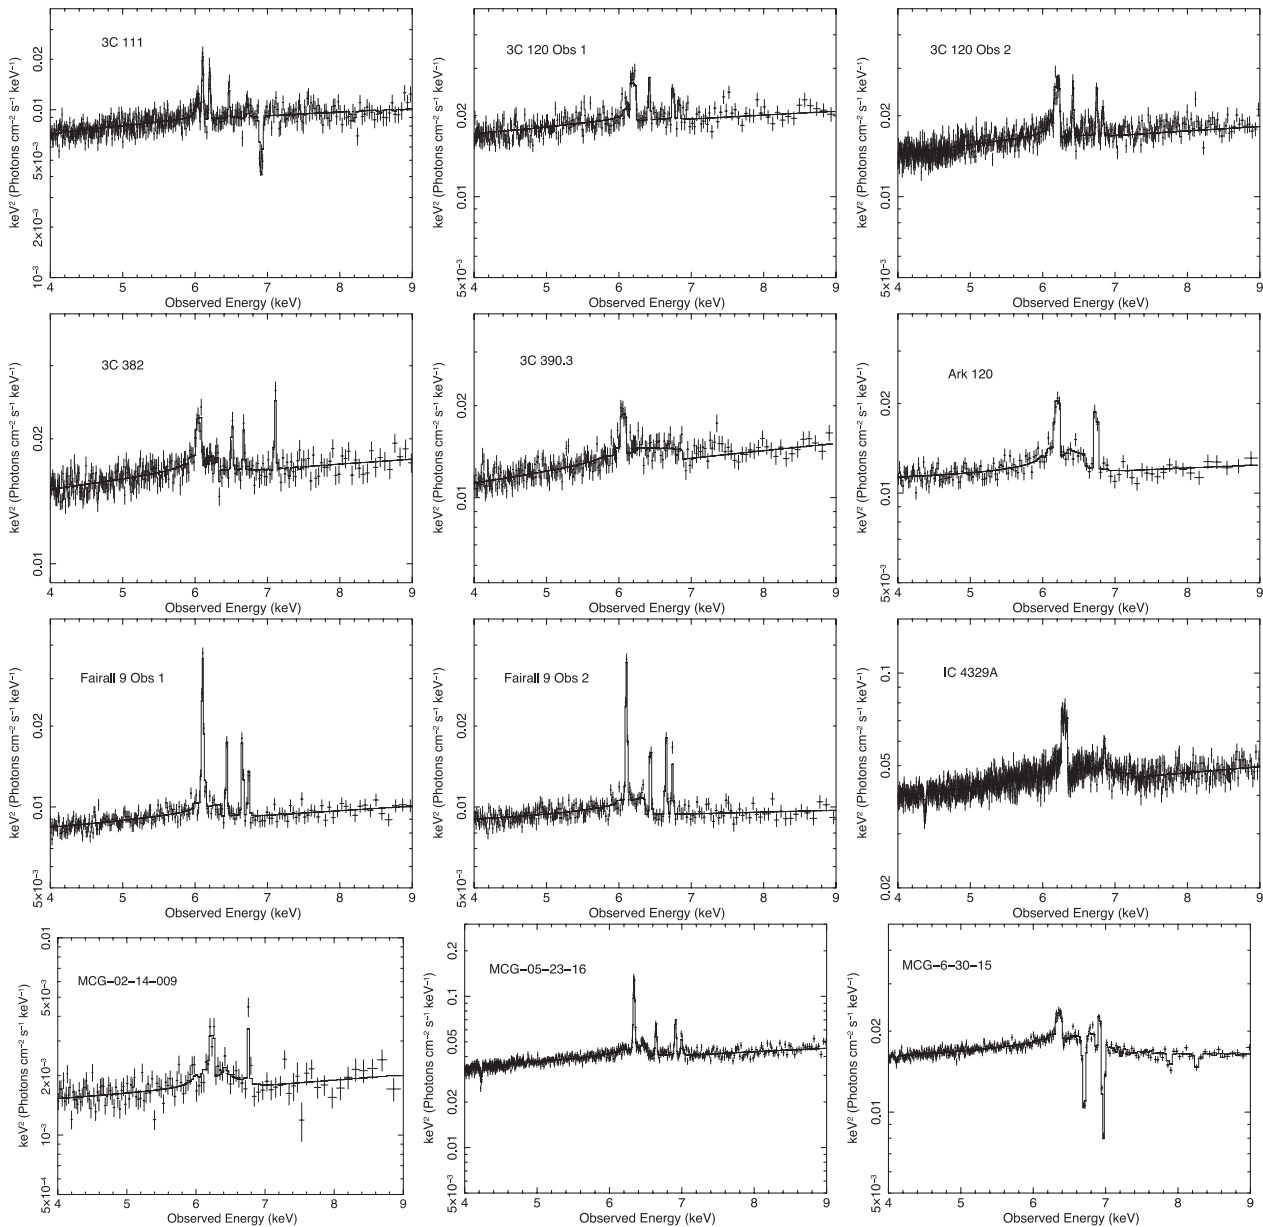 3C 111
keV² (Photons cm⁻² s⁻¹ keV⁻¹)
10⁻³ 2×10⁻³ 5×10⁻³ 0.01 0.02
4 5 6 7 8 9
Observed Energy (keV)
3C 120 Obs 1
keV² (Photons cm⁻² s⁻¹ keV⁻¹)
5×10⁻³ 0.01 0.02
4 5 6 7 8 9
Observed Energy (keV)
3C 120 Obs 2
keV² (Photons cm⁻² s⁻¹ keV⁻¹)
5×10⁻³ 0.01 0.02
4 5 6 7 8 9
Observed Energy (keV)
3C 382
keV² (Photons cm⁻² s⁻¹ keV⁻¹)
0.01 0.02
4 5 6 7 8 9
Observed Energy (keV)
3C 390.3
keV² (Photons cm⁻² s⁻¹ keV⁻¹)
0.01 0.02
4 5 6 7 8 9
Observed Energy (keV)
Ark 120
keV² (Photons cm⁻² s⁻¹ keV⁻¹)
5×10⁻³ 0.01 0.02
4 5 6 7 8 9
Observed Energy (keV)
Fairall 9 Obs 1
keV² (Photons cm⁻² s⁻¹ keV⁻¹)
5×10⁻³ 0.01 0.02
4 5 6 7 8 9
Observed Energy (keV)
Fairall 9 Obs 2
keV² (Photons cm⁻² s⁻¹ keV⁻¹)
5×10⁻³ 0.01 0.02
4 5 6 7 8 9
Observed Energy (keV)
IC 4329A
keV² (Photons cm⁻² s⁻¹ keV⁻¹)
0.02 0.05 0.1
4 5 6 7 8 9
Observed Energy (keV)
MCG−02−14−009
keV² (Photons cm⁻² s⁻¹ keV⁻¹)
5×10⁻⁴ 10⁻³ 2×10⁻³ 5×10⁻³ 0.01
4 5 6 7 8 9
Observed Energy (keV)
MCG−05−23−16
keV² (Photons cm⁻² s⁻¹ keV⁻¹)
5×10⁻³ 0.01 0.02 0.05 0.1 0.2
4 5 6 7 8 9
Observed Energy (keV)
MCG−6−30−15
keV² (Photons cm⁻² s⁻¹ keV⁻¹)
5×10⁻³ 0.01 0.02
4 5 6 7 8 9
Observed Energy (keV)